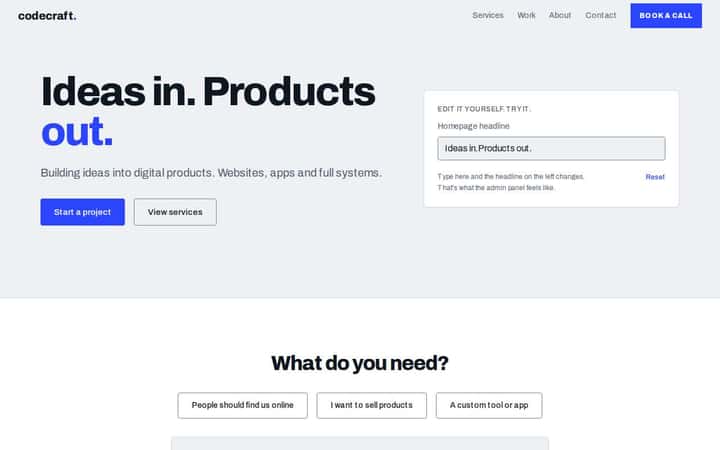 codecraft.
Services Work About Contact BOOK A CALL
Ideas in. Products
out.
Building ideas into digital products. Websites, apps and full systems.
Start a project View services
EDIT IT YOURSELF. TRY IT.
Homepage headline
Ideas in. Products out.
Type here and the headline on the left changes.
That's what the admin panel feels like.
Reset
What do you need?
People should find us online I want to sell products A custom tool or app